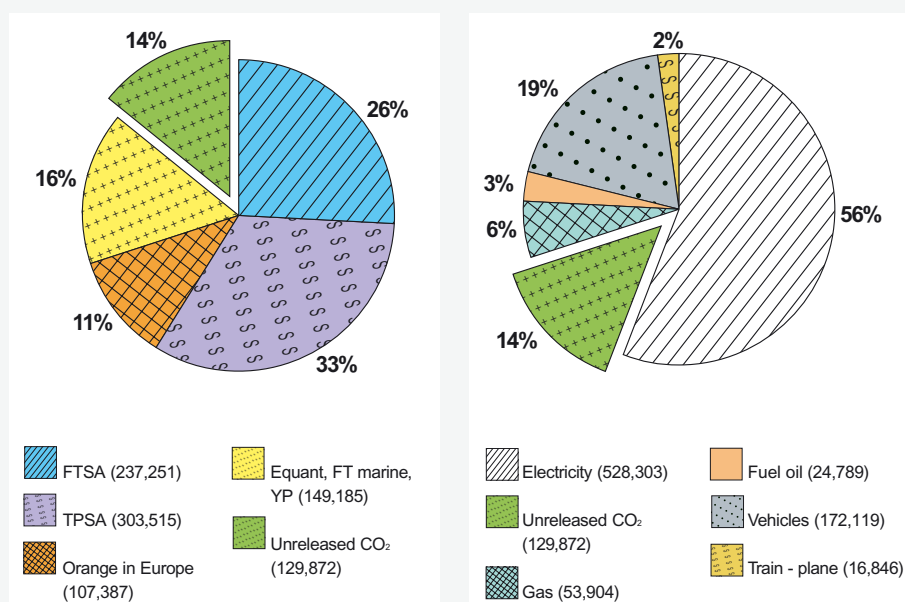 14%
26%
16%
11%
33%
FTSA (237,251)
TPSA (303,515)
Orange in Europe
(107,387)
Equant, FT marine,
YP (149,185)
Unreleased CO₂
(129,872)
2%
19%
3%
56%
6%
14%
Electricity (528,303)
Unreleased CO₂
(129,872)
Gas (53,904)
Fuel oil (24,789)
Vehicles (172,119)
Train - plane (16,846)